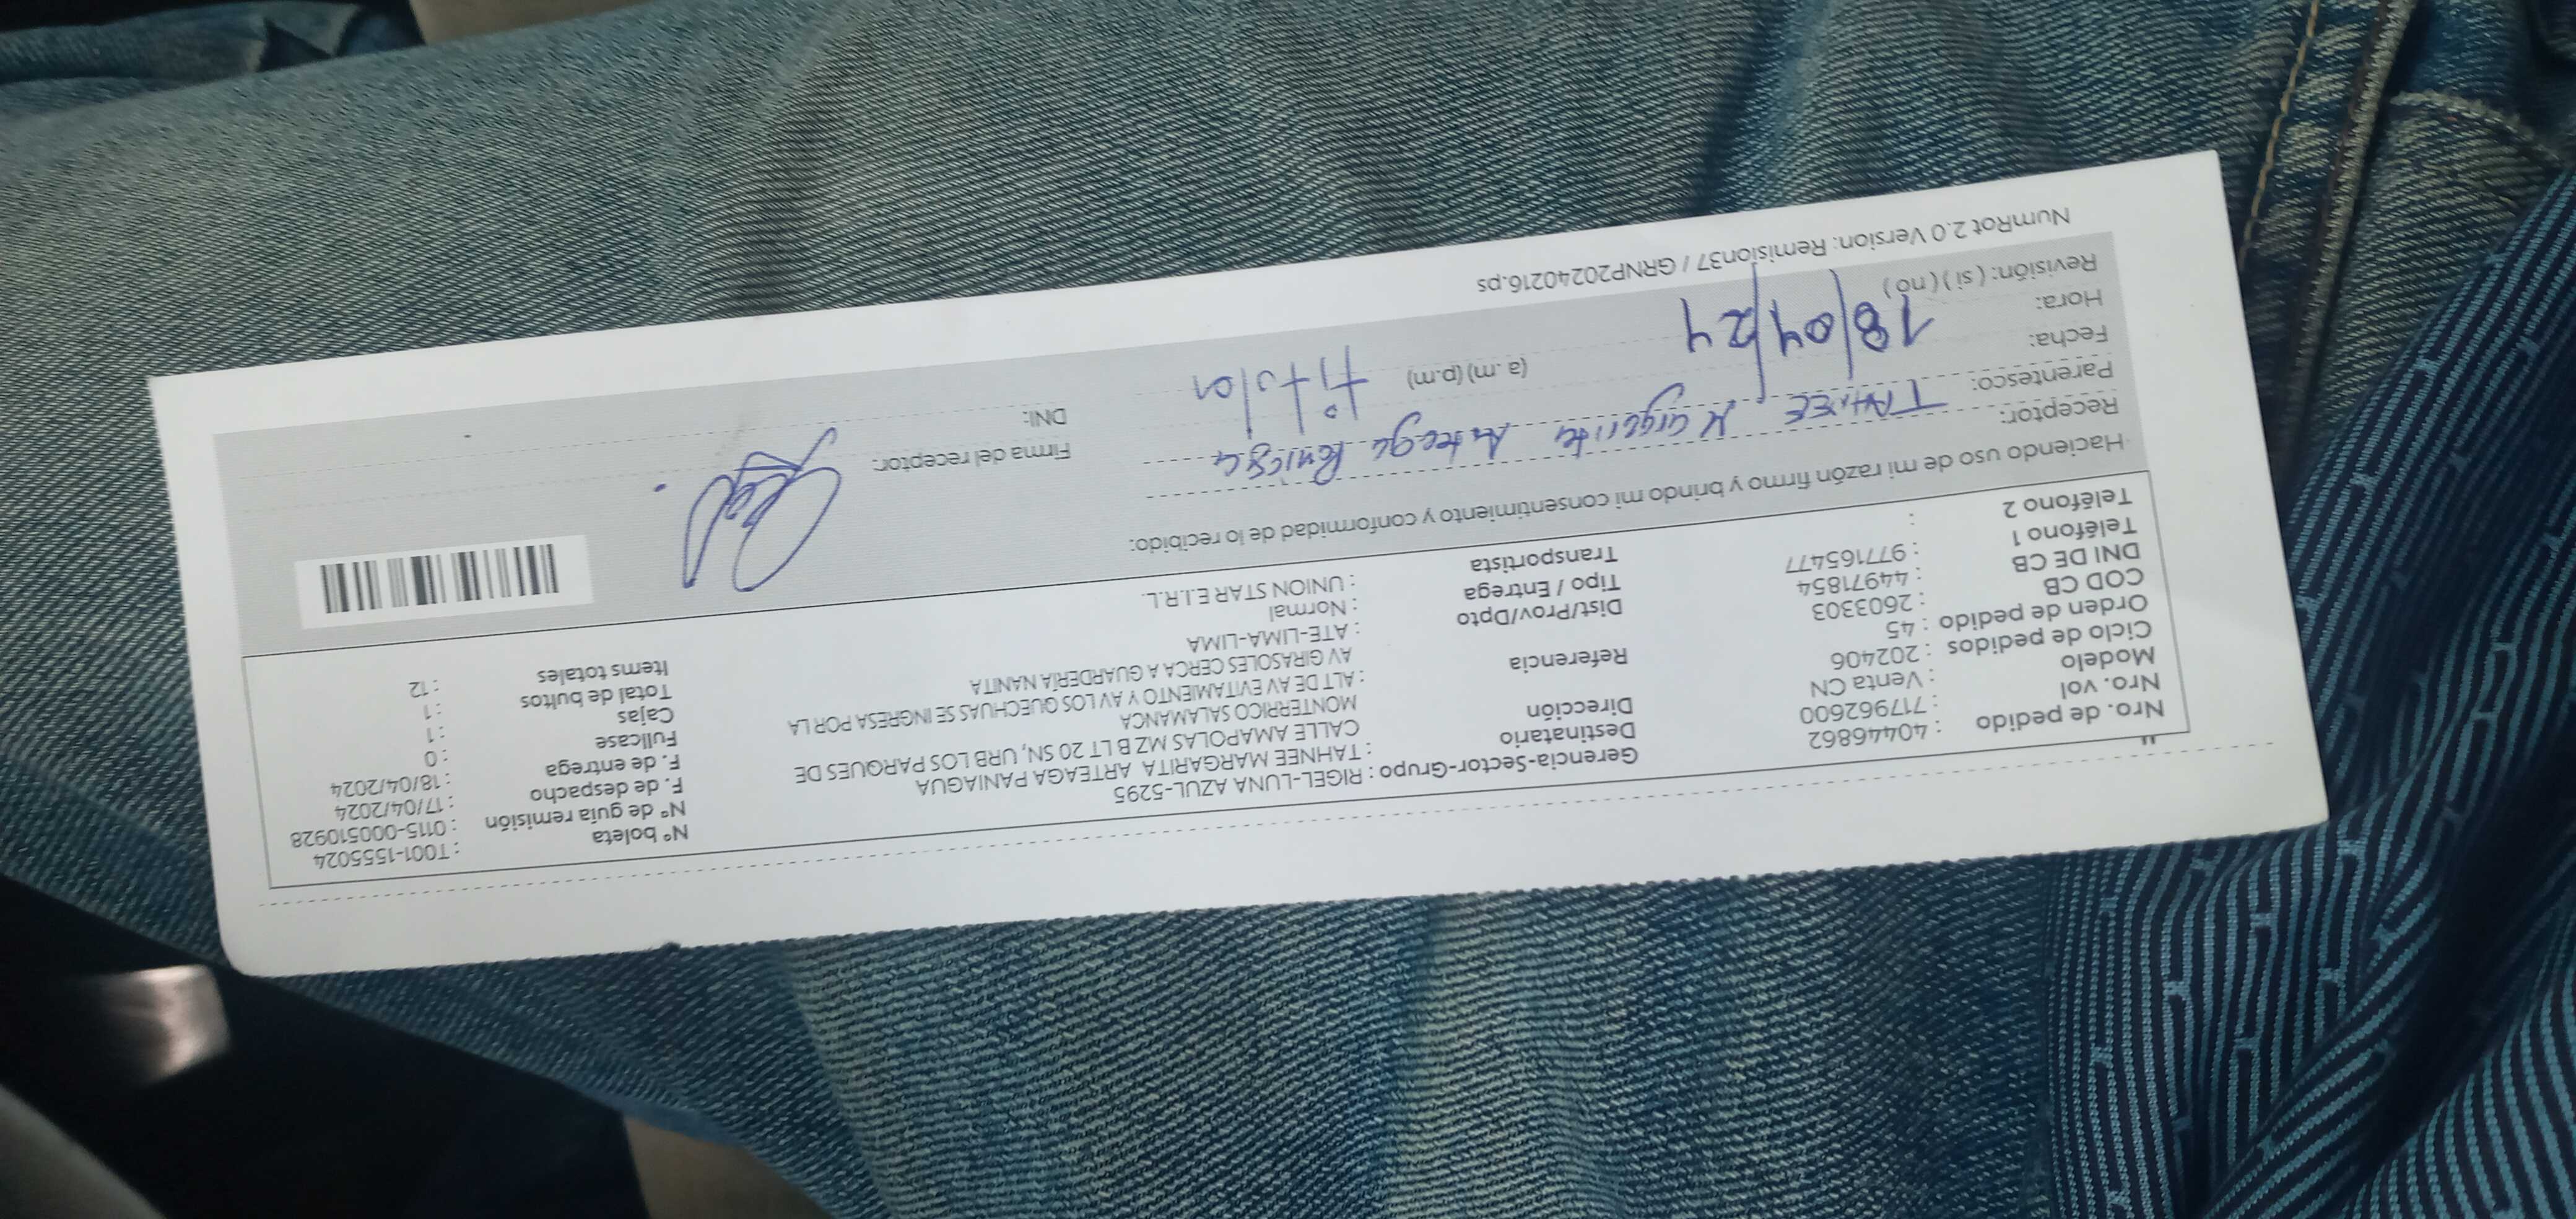 Nro. de pedido : 40446862
Nro. vol : 717962600
Modelo : Venta CN
Ciclo de pedidos : 202406
Orden de pedido : 45
COD CB : 2603303
DNI DE CB : 44971854
Teléfono 1 : 977165477
Teléfono 2 :
Gerencia-Sector-Grupo : RIGEL-LUNA AZUL-5295
Destinatario : TAHNEE MARGARITA ARTEAGA PANIAGUA
Dirección CALLE AMAPOLAS MZ B LT 20 SN, URB LOS PARQUES DE
MONTERRICO SALAMANCA
Referencia : ALT DE AV EVITAMIENTO Y AV LOS QUECHUAS SE INGRESA POR LA
AV GIRASOLES CERCA A GUARDERÍA NANITA
Dist/Prov/Dpto : ATE-LIMA-LIMA
Tipo / Entrega : Normal
Transportista : UNION STAR E.I.R.L.
N° boleta : T001-1555024
N° de guía remisión : 0115-000510928
F. de despacho : 17/04/2024
F. de entrega : 18/04/2024
Fullcase : 0
Cajas : 1
Total de bultos : 1
Items totales : 12
Haciendo uso de mi razón firmo y brindo mi consentimiento y conformidad de lo recibido:
Receptor: TAHNEE Margarita Arteaga
Parentesco: titular
Fecha: 18/04/24
Hora: (a .m) (p.m)
Revisión: ( si ) ( no )
Firma del receptor:
DNI:
NumRot 2.0 Version: Remision37 / GRNP20240216.ps